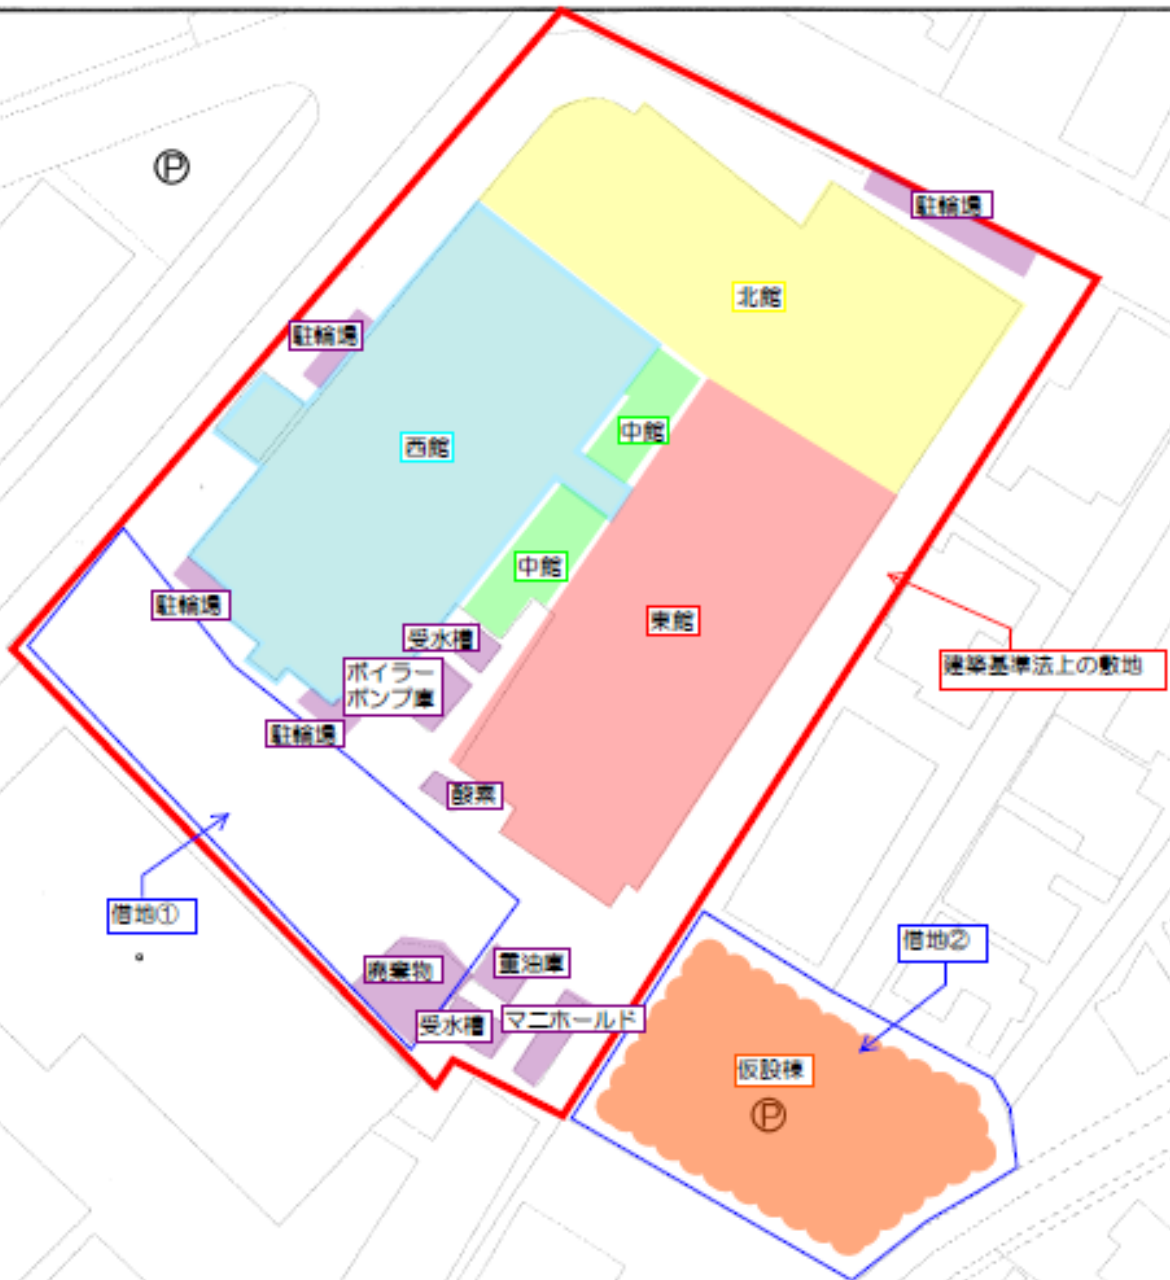 Ⓟ
駐輪場
北館
駐輪場
中館
西館
中館
駐輪場
東館
受水槽
ボイラー
ポンプ庫
建築基準法上の敷地
駐輪場
酸素
借地①
借地②
廃棄物
重油庫
受水槽
マニホールド
仮設棟
Ⓟ